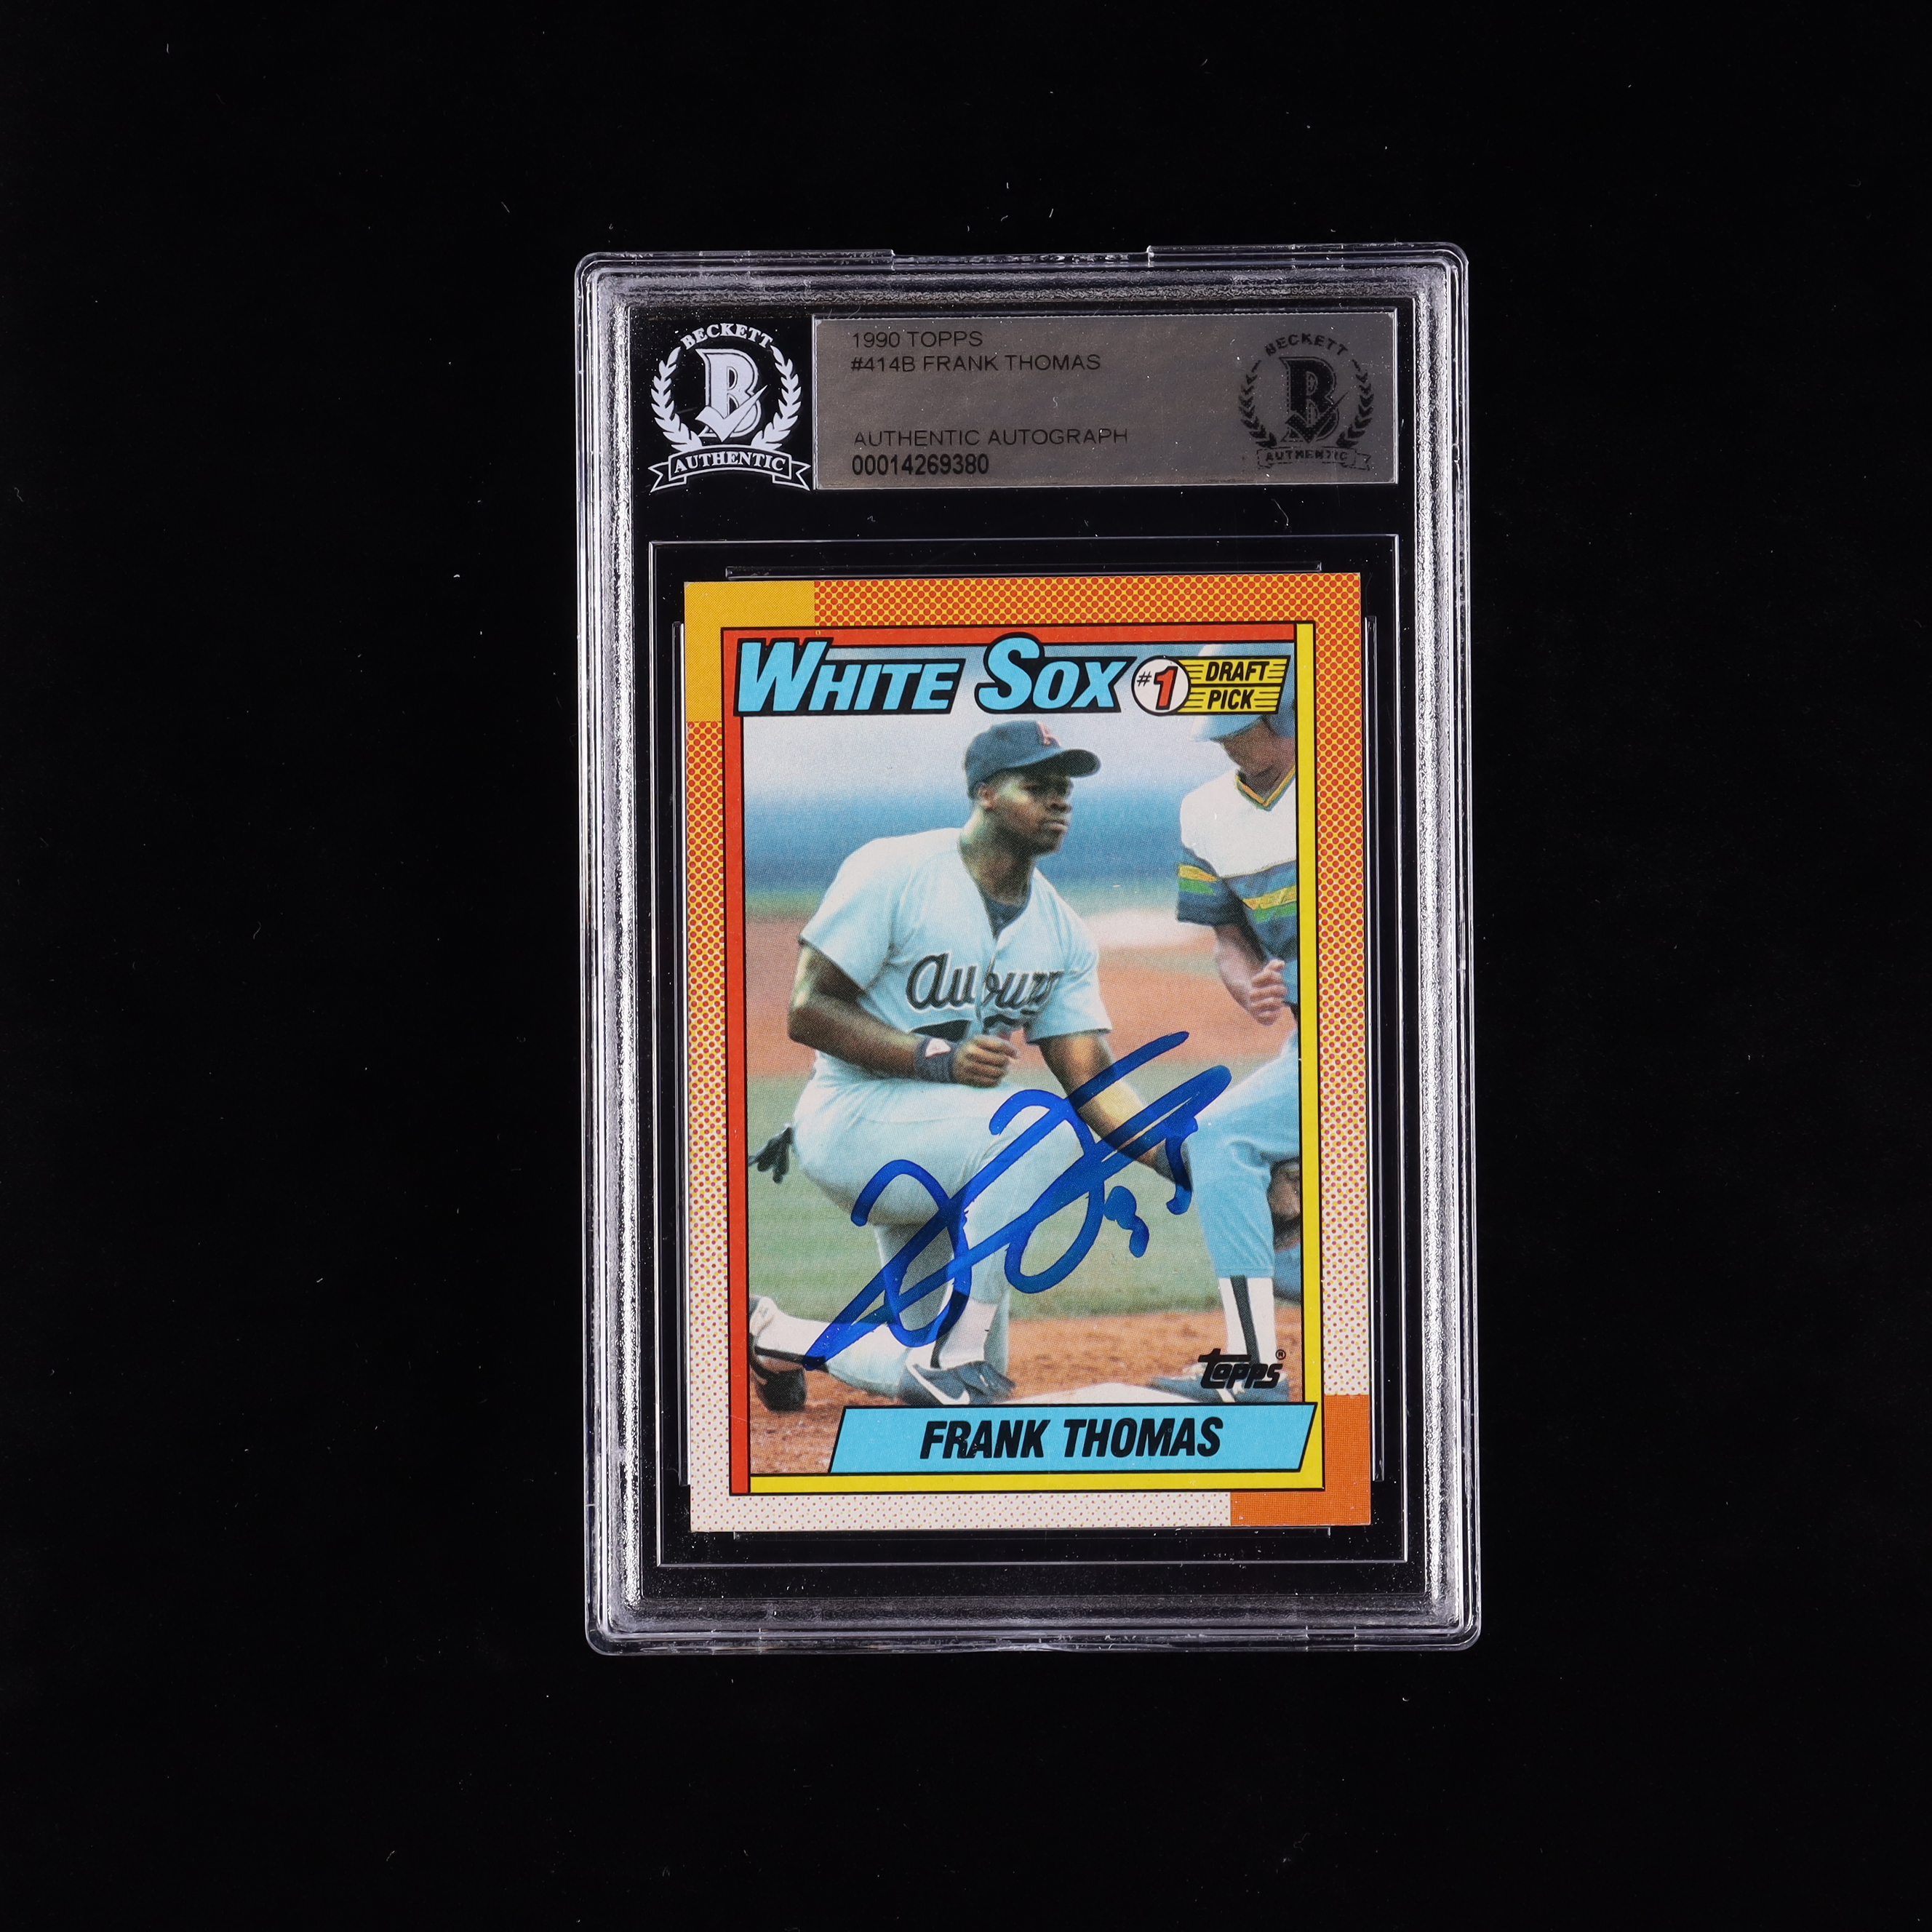 BECKETT
B
AUTHENTIC
1990 TOPPS
#414B FRANK THOMAS
AUTHENTIC AUTOGRAPH
00014269380
BECKETT
B
AUTHENTIC
WHITE SOX #1 DRAFT PICK
Auburn
35
TOPPS®
FRANK THOMAS